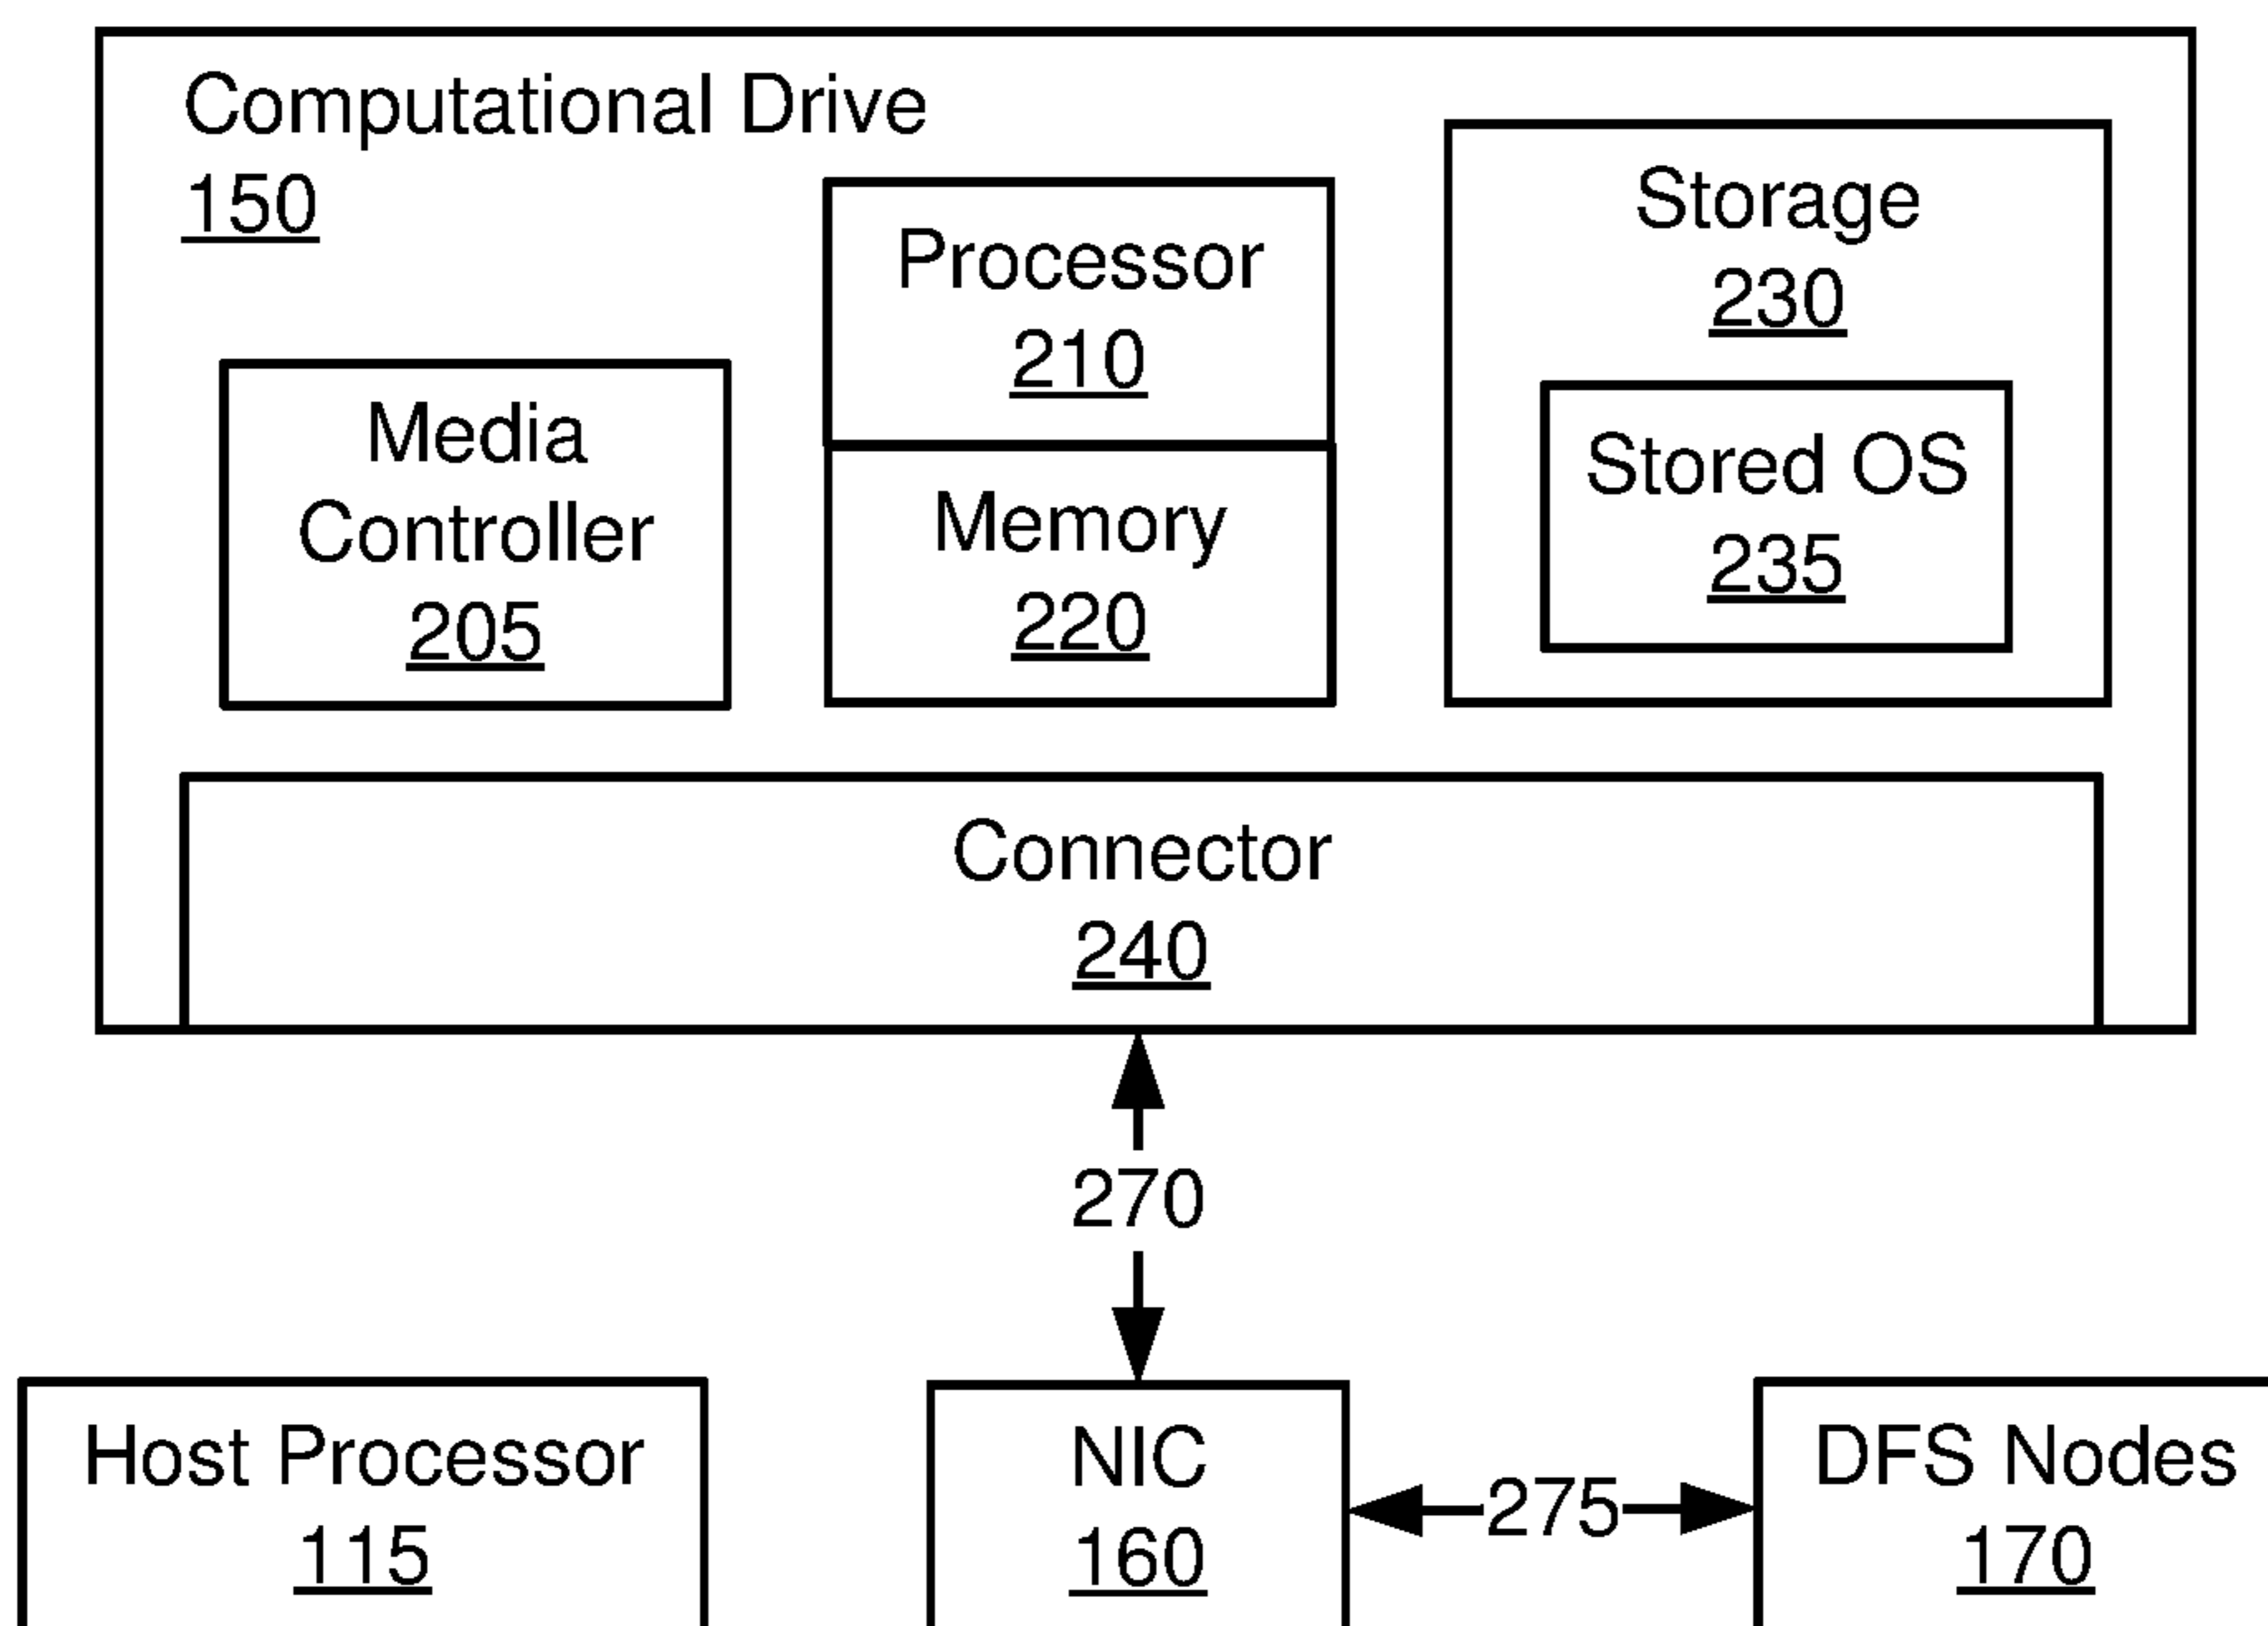 Computational Drive
150
Processor
210
Storage
230
Media
Controller
205
Memory
220
Stored OS
235
Connector
240
270
Host Processor
115
NIC
160
275
DFS Nodes
170